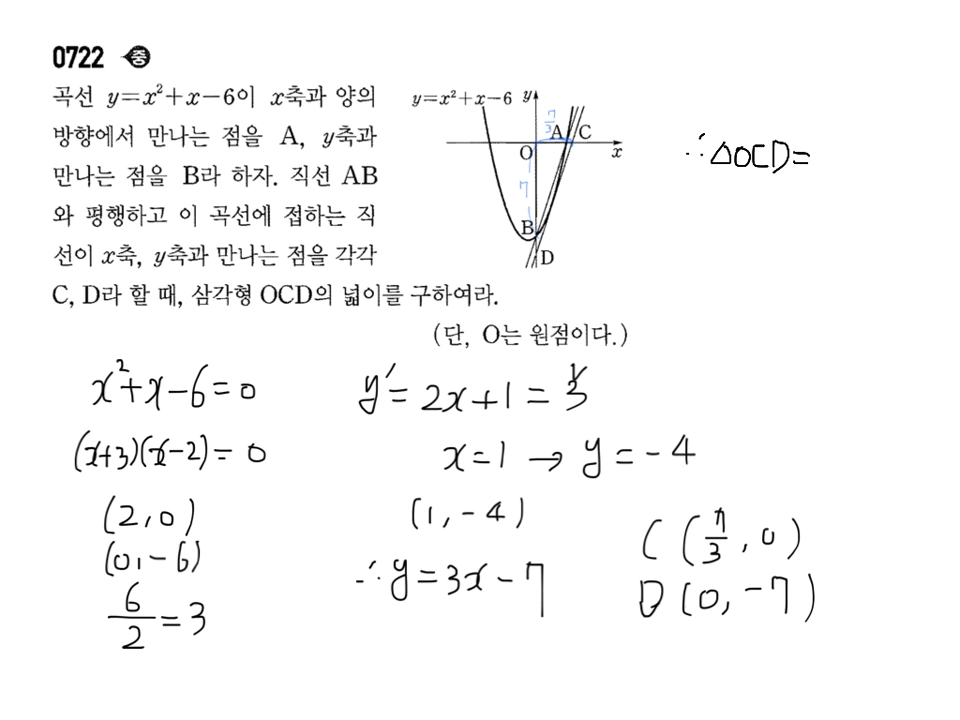 0722 중
곡선 y=x²+x-6이 x축과 양의
방향에서 만나는 점을 A, y축과
만나는 점을 B라 하자. 직선 AB
와 평행하고 이 곡선에 접하는 직
선이 x축, y축과 만나는 점을 각각
C, D라 할 때, 삼각형 OCD의 넓이를 구하여라.
(단, O는 원점이다.)
y=x²+x-6 y
7/3
A C
O x
7
B
D
∴△OCD=
x²+x-6=0
(x+3)(x-2)=0
(2,0)
(0,-6)
6/2=3
y'=2x+1=3
x=1→y=-4
(1,-4)
∴y=3x-7
C(7/3,0)
D(0,-7)